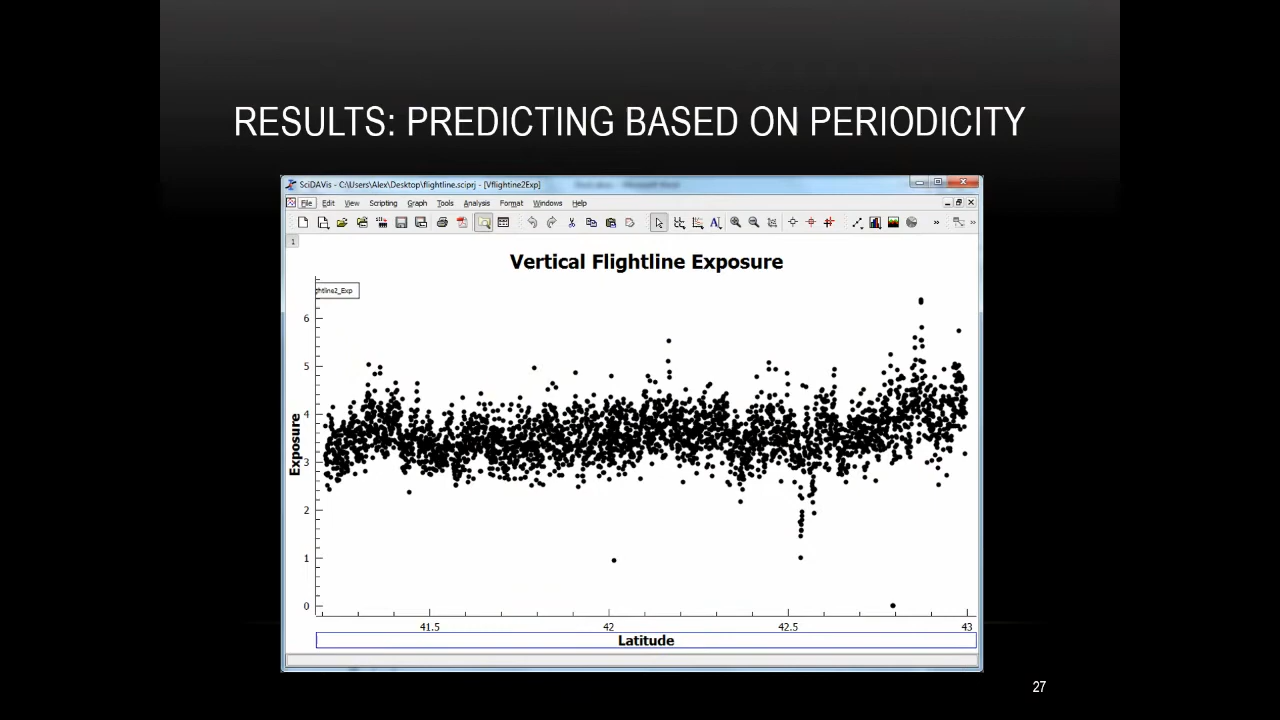 RESULTS: PREDICTING BASED ON PERIODICITY
SciDAVis - C:\Users\Alex\Desktop\flightline.sciprj - [Vflightine2Exp]
File Edit View Scripting Graph Tools Analysis Format Windows Help
1
Vertical Flightline Exposure
ghtline2_Exp
6
5
4
3
2
1
0
Exposure
41.5 42 42.5 43
Latitude
27